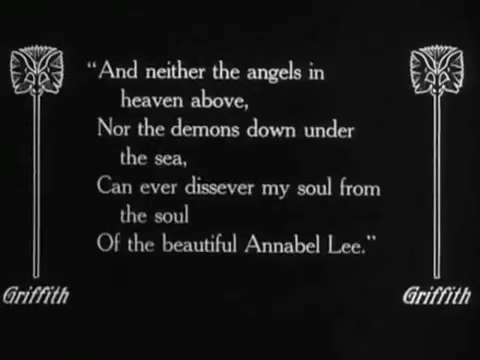 “And neither the angels in
heaven above,
Nor the demons down under
the sea,
Can ever dissever my soul from
the soul
Of the beautiful Annabel Lee.”
Griffith
Griffith